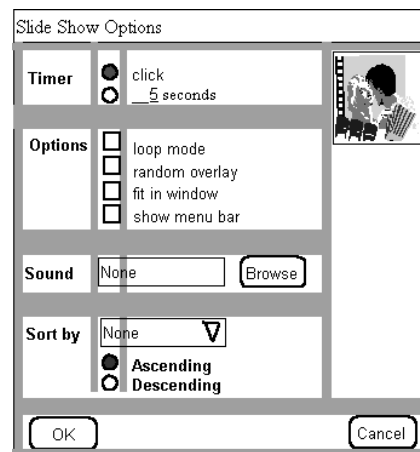 Slide Show Options
Timer
click
__5 seconds
Options
loop mode
random overlay
fit in window
show menu bar
Sound
None
Browse
Sort by
None
Ascending
Descending
OK
Cancel